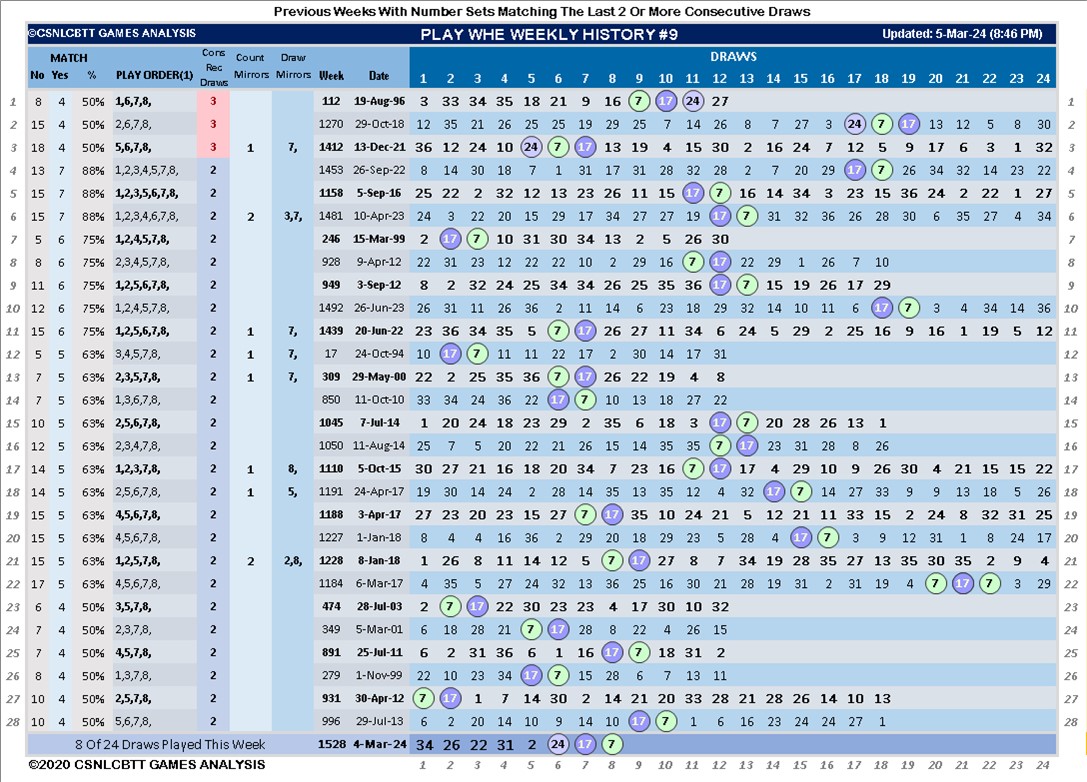 Previous Weeks With Number Sets Matching The Last 2 Or More Consecutive Draws
©CSNLCBTT GAMES ANALYSIS PLAY WHE WEEKLY HISTORY #9 Updated: 5-Mar-24 (8:46 PM)
MATCH Cons Rec Draws Count Mirrors Draw Mirrors DRAWS
No Yes % PLAY ORDER(1) Week Date 1 2 3 4 5 6 7 8 9 10 11 12 13 14 15 16 17 18 19 20 21 22 23 24
1 8 4 50% 1,6,7,8, 3 112 19-Aug-96 3 33 34 35 18 21 9 16 9 7 17 24 27 1
2 15 4 50% 2,6,7,8, 3 1270 29-Oct-18 12 35 21 26 25 25 19 29 25 7 14 26 8 7 27 3 24 7 19 13 12 5 8 30 2
3 18 4 50% 5,6,7,8, 3 1 7, 1412 13-Dec-21 36 12 24 10 24 7 17 13 19 4 15 30 2 16 24 7 12 5 9 17 6 3 1 32 3
4 13 7 88% 1,2,3,4,5,7,8, 2 1453 26-Sep-22 8 14 30 18 7 1 31 17 31 28 32 28 2 7 20 29 17 7 26 34 32 14 23 22 4
5 15 7 88% 1,2,3,5,6,7,8, 2 1158 5-Sep-16 25 22 2 32 12 13 23 26 11 15 17 7 16 14 34 3 23 15 36 24 2 22 1 27 5
6 15 7 88% 1,2,3,4,6,7,8, 2 2 3,7, 1481 10-Apr-23 24 3 22 20 15 29 17 34 27 27 19 17 7 31 32 36 26 28 30 6 35 27 4 34 6
7 5 6 75% 1,2,4,5,7,8, 2 246 15-Mar-99 2 17 7 10 31 30 34 13 2 5 26 30 7
8 8 6 75% 2,3,4,5,7,8, 2 928 9-Apr-12 22 31 23 12 22 22 10 2 29 16 7 17 22 29 1 26 7 10 8
9 11 6 75% 1,2,5,6,7,8, 2 949 3-Sep-12 8 2 32 24 25 34 34 26 25 35 36 17 7 15 19 26 17 29 9
10 12 6 75% 1,2,4,5,7,8, 2 1492 26-Jun-23 26 31 11 26 2 11 14 6 23 18 29 32 14 10 11 6 18 17 7 3 4 34 14 36 10
11 15 6 75% 1,2,5,6,7,8, 2 1 7, 1439 20-Jun-22 23 36 34 35 5 7 17 26 27 11 34 6 24 5 29 2 25 16 9 16 1 19 5 12 11
12 5 5 63% 3,4,5,7,8, 2 1 7, 17 24-Oct-94 10 17 7 11 11 22 17 2 30 14 17 31 12
13 7 5 63% 2,3,5,7,8, 2 1 7, 309 29-May-00 22 2 25 35 36 7 17 26 22 19 4 8 13
14 7 5 63% 1,3,6,7,8, 2 850 11-Oct-10 33 34 24 36 22 17 7 10 13 18 27 22 14
15 10 5 63% 2,5,6,7,8, 2 1045 7-Jul-14 1 20 24 18 23 29 2 35 6 18 3 17 7 20 28 26 13 1 15
16 12 5 63% 2,3,4,7,8, 2 1050 11-Aug-14 25 7 5 20 22 21 26 15 14 35 35 7 17 31 22 28 8 26 16
17 14 5 63% 1,2,3,7,8, 2 1 8, 1110 5-Oct-15 30 27 21 16 18 20 34 7 23 16 7 17 17 4 29 10 9 26 30 4 21 15 15 22 17
18 14 5 63% 2,5,6,7,8, 2 1 5, 1191 24-Apr-17 19 30 14 24 2 28 14 35 13 35 12 4 32 17 7 14 27 33 9 9 13 18 5 26 18
19 15 5 63% 4,5,6,7,8, 2 1188 3-Apr-17 27 23 20 23 15 27 7 17 35 10 24 21 5 12 21 11 33 15 2 24 8 32 31 25 19
20 15 5 63% 4,5,6,7,8, 2 1227 1-Jan-18 8 4 4 16 36 2 29 20 18 29 23 5 28 4 17 7 3 9 12 31 1 8 24 17 20
21 15 5 63% 1,2,5,7,8, 2 2 2,8, 1228 8-Jan-18 1 26 8 11 14 12 5 7 17 27 8 7 34 19 28 35 27 13 35 30 35 2 9 4 21
22 17 5 63% 4,5,6,7,8, 2 1184 6-Mar-17 4 35 5 27 24 32 13 36 25 16 30 22 28 16 19 31 2 31 19 4 7 17 7 3 29 22
23 6 4 50% 3,5,7,8, 2 474 28-Jul-03 2 7 17 22 30 23 23 4 17 30 10 32 23
24 7 4 50% 2,3,7,8, 2 349 5-Mar-01 6 18 28 21 7 17 28 8 22 4 26 15 24
25 7 4 50% 4,5,7,8, 2 891 25-Jul-11 6 2 31 36 6 1 16 17 7 18 31 2 25
26 8 4 50% 1,3,7,8, 2 279 1-Nov-99 22 10 23 34 17 7 15 28 6 7 13 11 26
27 10 4 50% 2,5,7,8, 2 931 30-Apr-12 7 17 1 7 14 30 2 14 21 20 33 28 21 28 26 14 10 13 27
28 10 4 50% 5,6,7,8, 2 996 29-Jul-13 6 2 20 14 10 9 14 10 17 7 1 6 16 23 24 24 27 1 28
8 Of 24 Draws Played This Week 1528 4-Mar-24 34 26 22 31 2 24 17 7
©2020 CSNLCBTT GAMES ANALYSIS 1 2 3 4 5 6 7 8 9 10 11 12 13 14 15 16 17 18 19 20 21 22 23 24